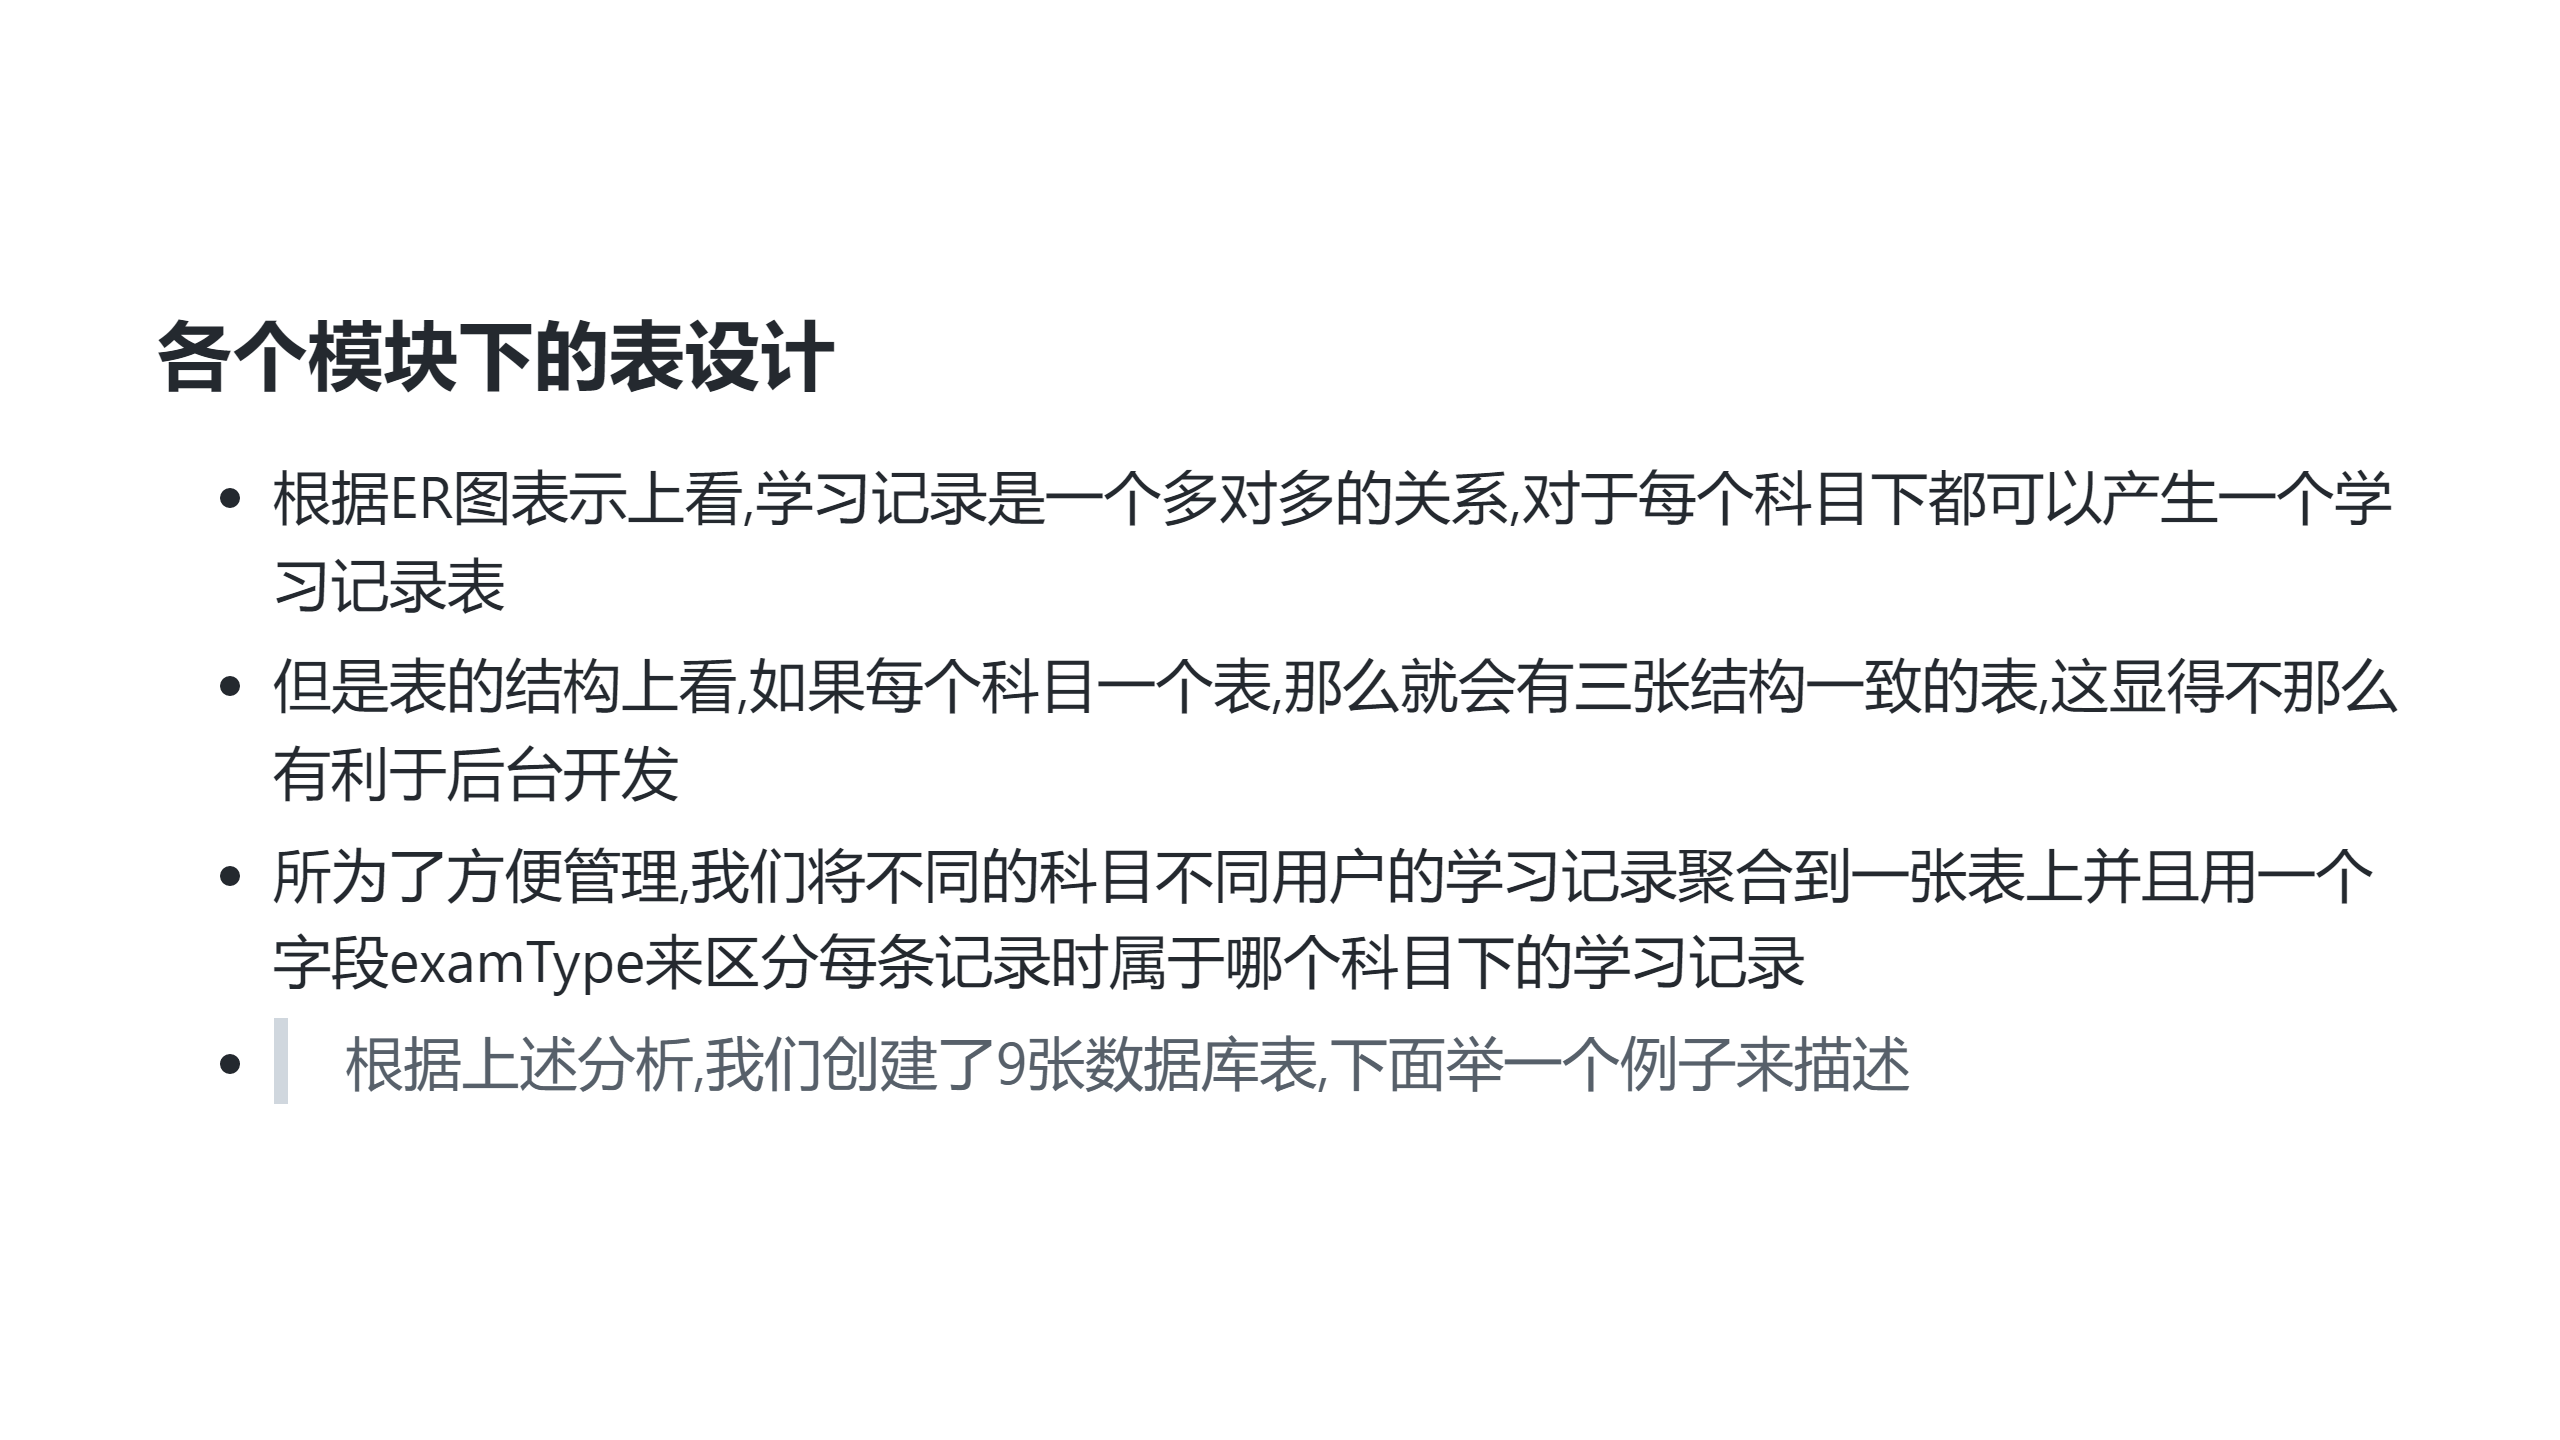 各个模块下的表设计
根据ER图表示上看,学习记录是一个多对多的关系,对于每个科目下都可以产生一个学
习记录表
但是表的结构上看,如果每个科目一个表,那么就会有三张结构一致的表,这显得不那么
有利于后台开发
所为了方便管理,我们将不同的科目不同用户的学习记录聚合到一张表上并且用一个
字段examType来区分每条记录时属于哪个科目下的学习记录
根据上述分析,我们创建了9张数据库表,下面举一个例子来描述